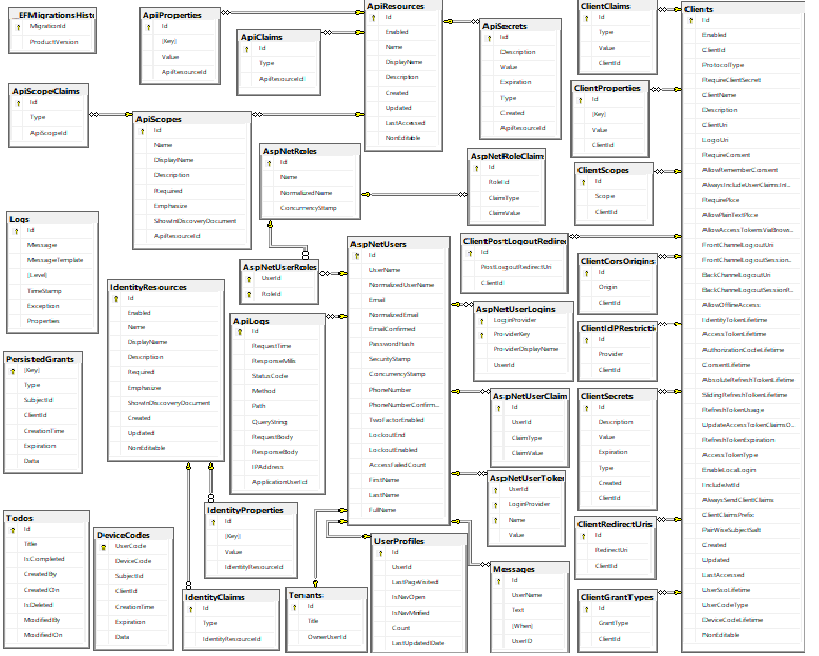 __EFMigrationsHisto
MigrationId
ProductVersion
ApiProperties
Id
[Key]
Value
ApiResourceId
ApiClaims
Id
Type
ApiResourceId
ApiResources
Id
Enabled
Name
DisplayName
Description
Created
Updated
LastAccessed
NonEditable
ApiSecrets
Id
Description
Value
Expiration
Type
Created
ApiResourceId
ClientClaims
Id
Type
Value
ClientId
Clients
Id
Enabled
ClientId
ProtocolType
RequireClientSecret
ClientName
Description
ClientUri
LogoUri
RequireConsent
AllowRememberConsent
AlwaysIncludeUserClaimsInI...
RequirePkce
AllowPlainTextPkce
AllowAccessTokensViaBrows...
FrontChannelLogoutUri
FrontChannelLogoutSession...
BackChannelLogoutUri
BackChannelLogoutSessionR...
AllowOfflineAccess
IdentityTokenLifetime
AccessTokenLifetime
AuthorizationCodeLifetime
ConsentLifetime
AbsoluteRefreshTokenLifetime
SlidingRefreshTokenLifetime
RefreshTokenUsage
UpdateAccessTokenClaimsO...
RefreshTokenExpiration
AccessTokenType
EnableLocalLogin
IncludeJwtId
AlwaysSendClientClaims
ClientClaimsPrefix
PairWiseSubjectSalt
Created
Updated
LastAccessed
UserSsoLifetime
UserCodeType
DeviceCodeLifetime
NonEditable
ApiScopeClaims
Id
Type
ApiScopeId
ApiScopes
Id
Name
DisplayName
Description
Required
Emphasize
ShowInDiscoveryDocument
ApiResourceId
ClientProperties
Id
[Key]
Value
ClientId
AspNetRoles
Id
Name
NormalizedName
ConcurrencyStamp
AspNetRoleClaim
Id
RoleId
ClaimType
ClaimValue
ClientScopes
Id
Scope
ClientId
Logs
Id
Message
MessageTemplate
[Level]
TimeStamp
Exception
Properties
AspNetUserRoles
UserId
RoleId
AspNetUsers
Id
UserName
NormalizedUserName
Email
NormalizedEmail
EmailConfirmed
PasswordHash
SecurityStamp
ConcurrencyStamp
PhoneNumber
PhoneNumberConfirm...
TwoFactorEnabled
LockoutEnd
LockoutEnabled
AccessFailedCount
FirstName
LastName
FullName
ClientPostLogoutRedirec
Id
PostLogoutRedirectUri
ClientId
ClientCorsOrigins
Id
Origin
ClientId
IdentityResources
Id
Enabled
Name
DisplayName
Description
Required
Emphasize
ShowInDiscoveryDocument
Created
Updated
NonEditable
ApiLogs
Id
RequestTime
ResponseMillis
StatusCode
Method
Path
QueryString
RequestBody
ResponseBody
IPAddress
ApplicationUserId
AspNetUserLogins
LoginProvider
ProviderKey
ProviderDisplayName
UserId
ClientIdPRestrictio
Id
Provider
ClientId
PersistedGrants
[Key]
Type
SubjectId
ClientId
CreationTime
Expiration
Data
AspNetUserClaim
Id
UserId
ClaimType
ClaimValue
ClientSecrets
Id
Description
Value
Expiration
Type
Created
ClientId
AspNetUserToken
UserId
LoginProvider
Name
Value
Todos
Id
Title
IsCompleted
CreatedBy
CreatedOn
IsDeleted
ModifiedBy
ModifiedOn
DeviceCodes
UserCode
DeviceCode
SubjectId
ClientId
CreationTime
Expiration
Data
IdentityProperties
Id
[Key]
Value
IdentityResourceId
ClientRedirectUris
Id
RedirectUri
ClientId
IdentityClaims
Id
Type
IdentityResourceId
Tenants
Id
Title
OwnerUserId
UserProfiles
Id
UserId
LastPageVisited
IsNavOpen
IsNavMinified
Count
LastUpdatedDate
Messages
Id
UserName
Text
[When]
UserID
ClientGrantTypes
Id
GrantType
ClientId